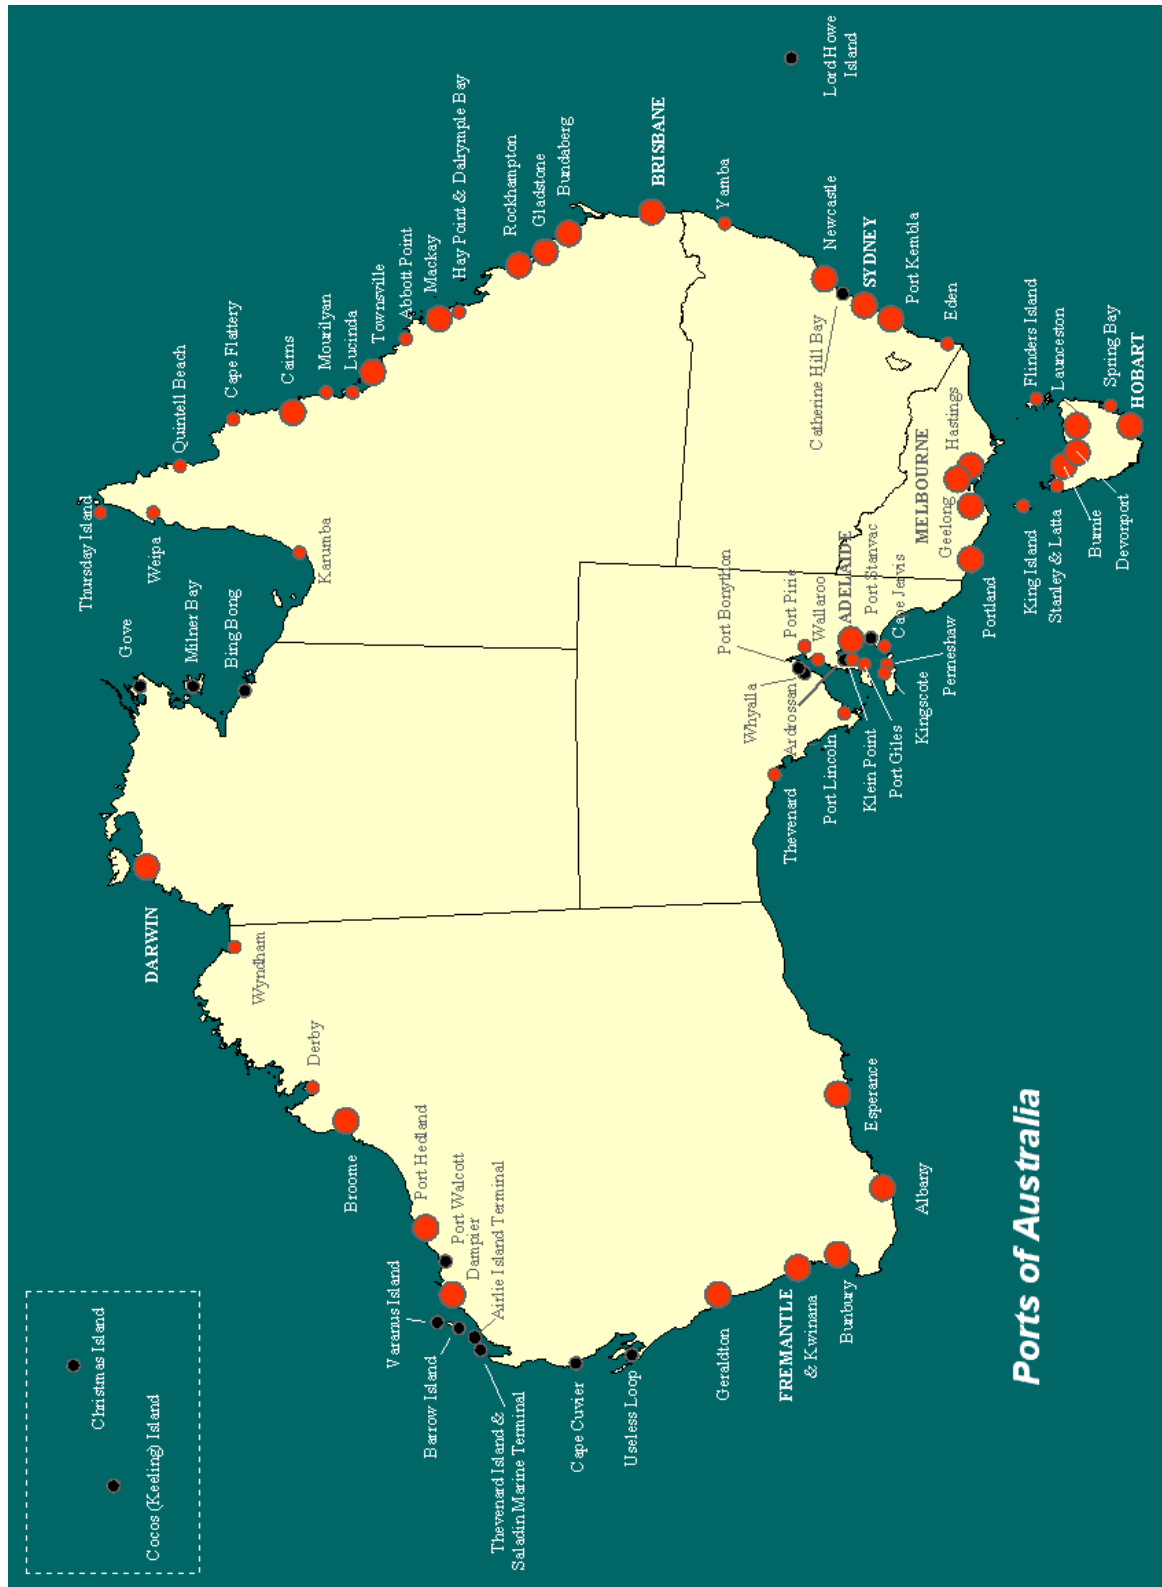 Christmas Island
Cocos (Keeling) Island
Varanus Island
Barrow Island
Thevenard Island &
Saladin Marine Terminal
Airlie Island Terminal
Dampier
Port Walcott
Port Hedland
Broome
Derby
Wyndham
DARWIN
Gove
Milner Bay
Bing Bong
Karumba
Weipa
Thursday Island
Quintell Beach
Cape Flattery
Cairns
Mourilyan
Lucinda
Townsville
Abbott Point
Mackay
Hay Point & Dalrymple Bay
Rockhampton
Gladstone
Bundaberg
BRISBANE
Yamba
Lord Howe
Island
Newcastle
Catherine Hill Bay
SYDNEY
Port Kembla
Eden
Hastings
MELBOURNE
Geelong
Portland
Flinders Island
Launceston
Spring Bay
HOBART
King Island
Stanley & Latta
Burnie
Devonport
Port Bonython
Port Pirie
Wallaroo
ADELAIDE
Port Stanvac
Cape Jervis
Penneshaw
Kingscote
Port Giles
Klein Point
Port Lincoln
Ardrossan
Whyalla
Thevenard
Esperance
Albany
Bunbury
FREMANTLE
& Kwinana
Geraldton
Useless Loop
Cape Cuvier
Ports of Australia